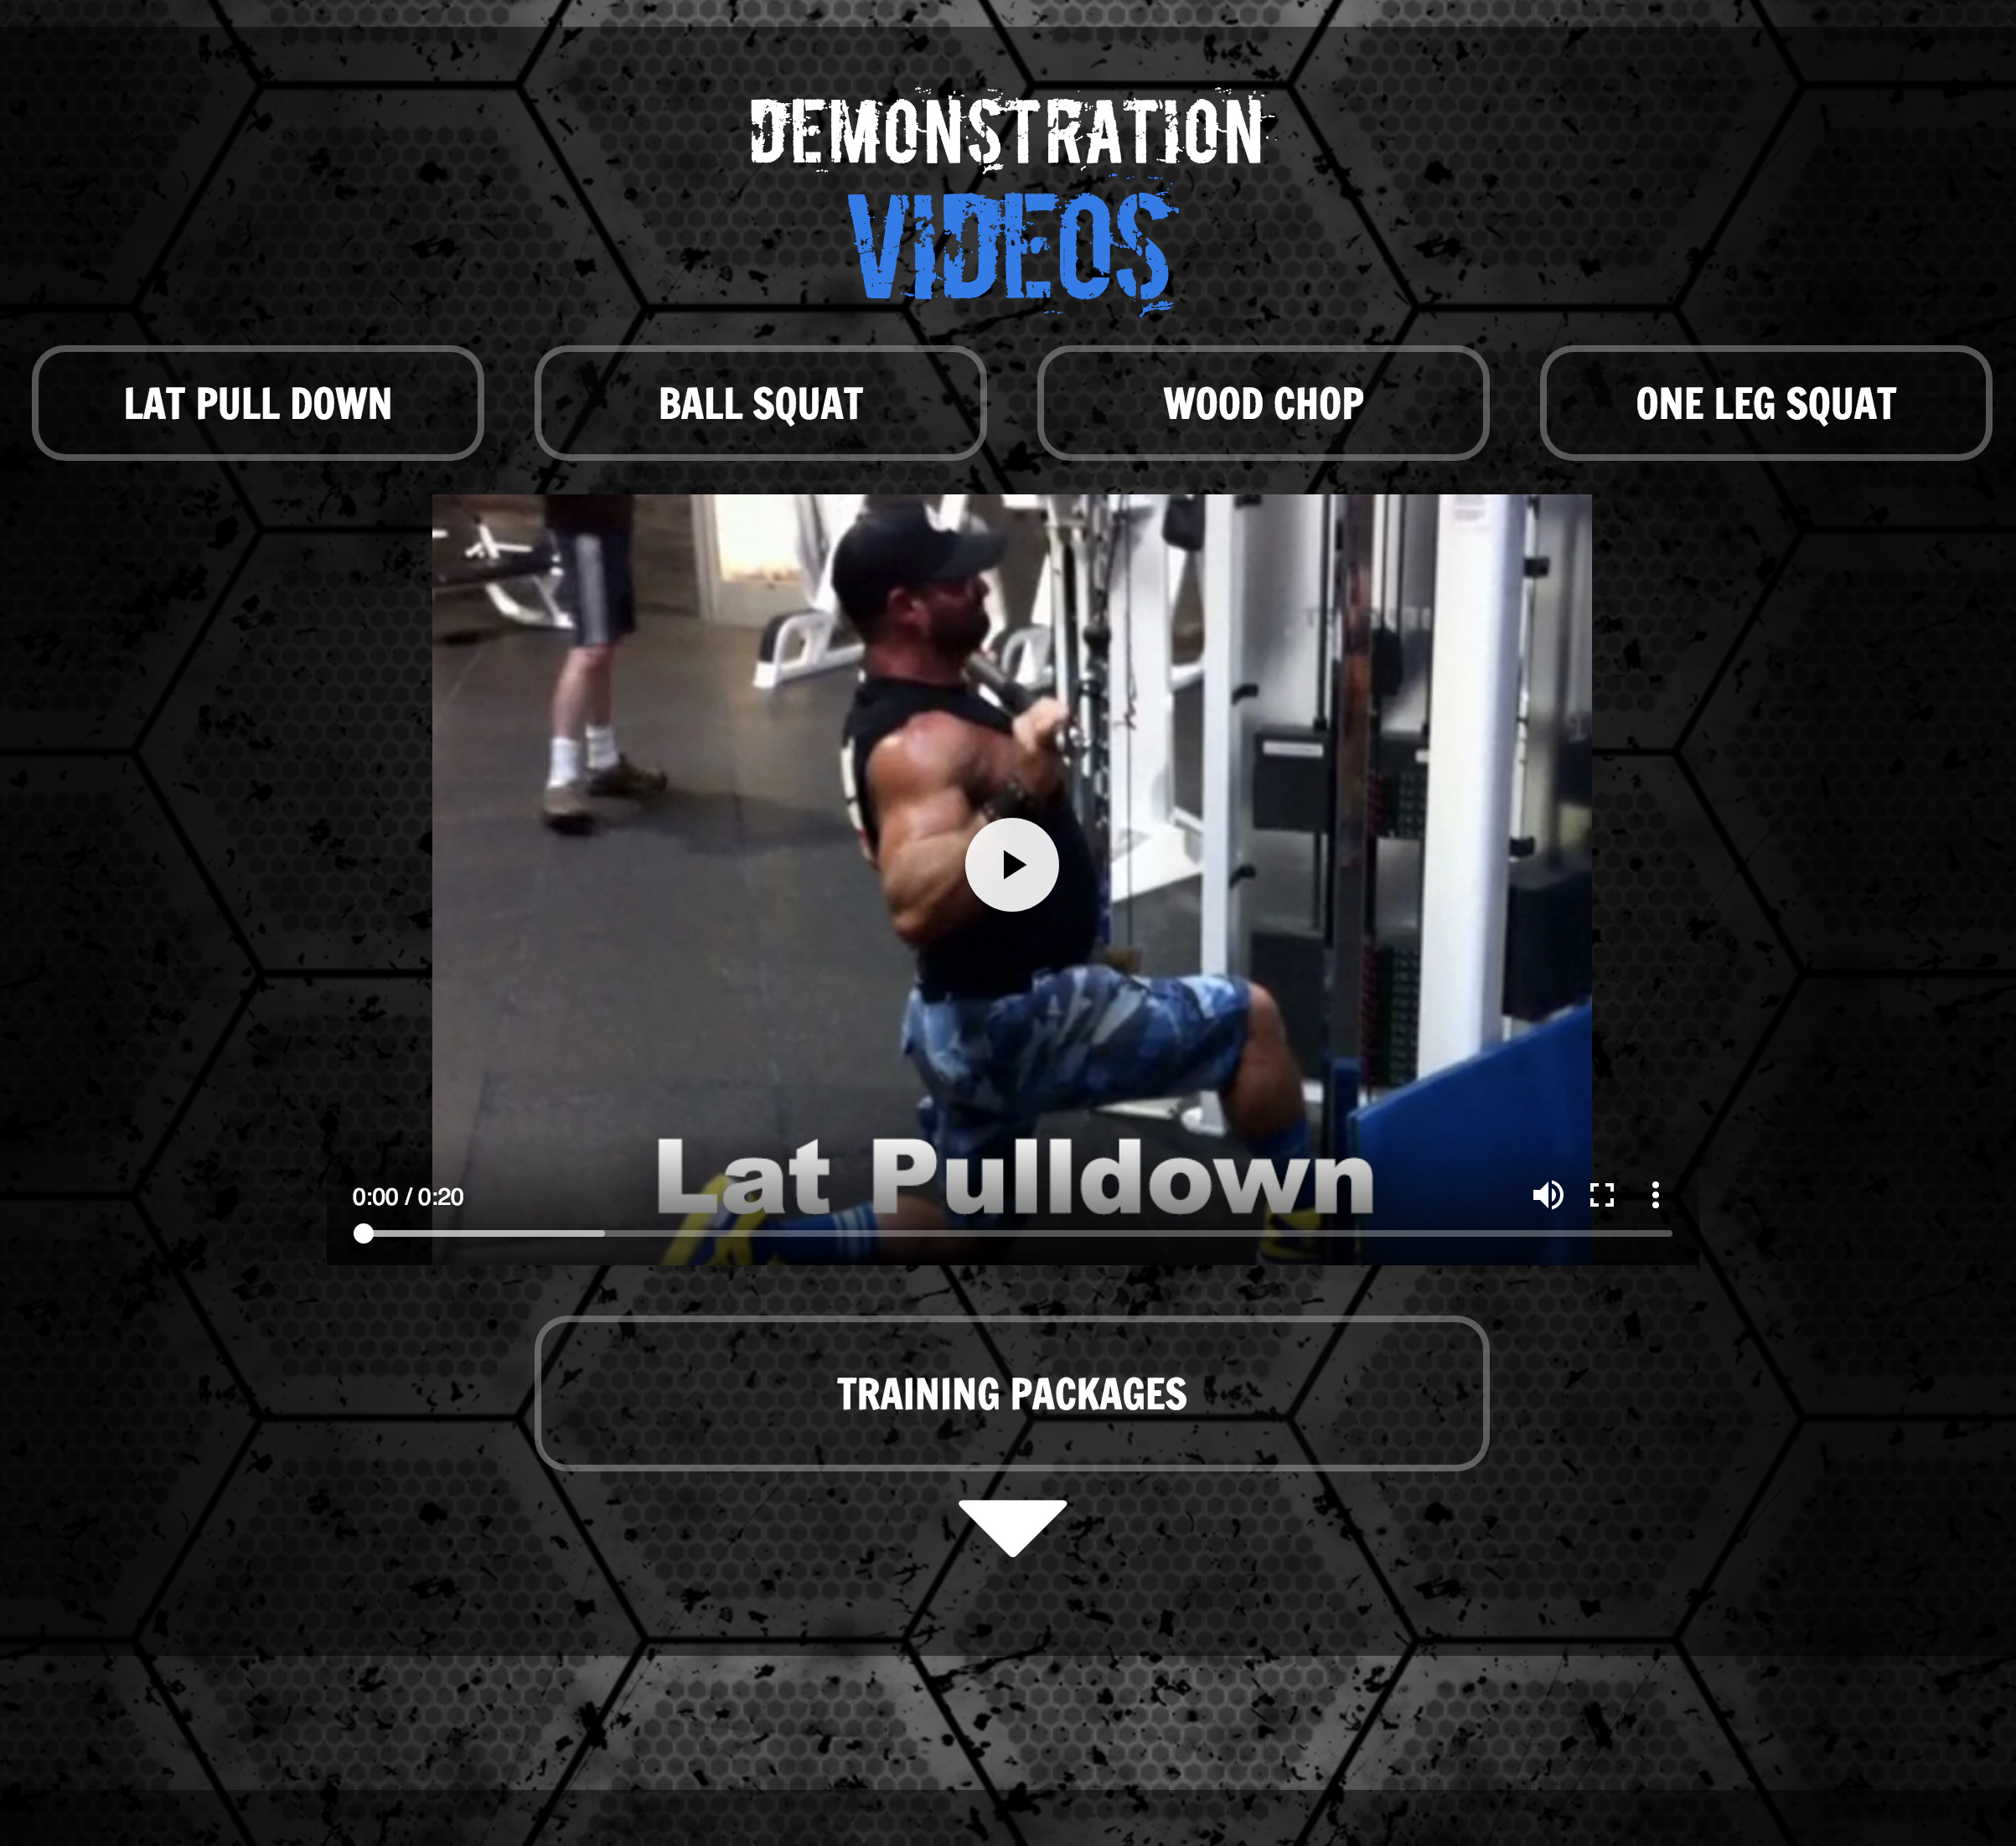 DEMONSTRATION
VIDEOS
LAT PULL DOWN
BALL SQUAT
WOOD CHOP
ONE LEG SQUAT
Lat Pulldown
0:00 / 0:20
TRAINING PACKAGES